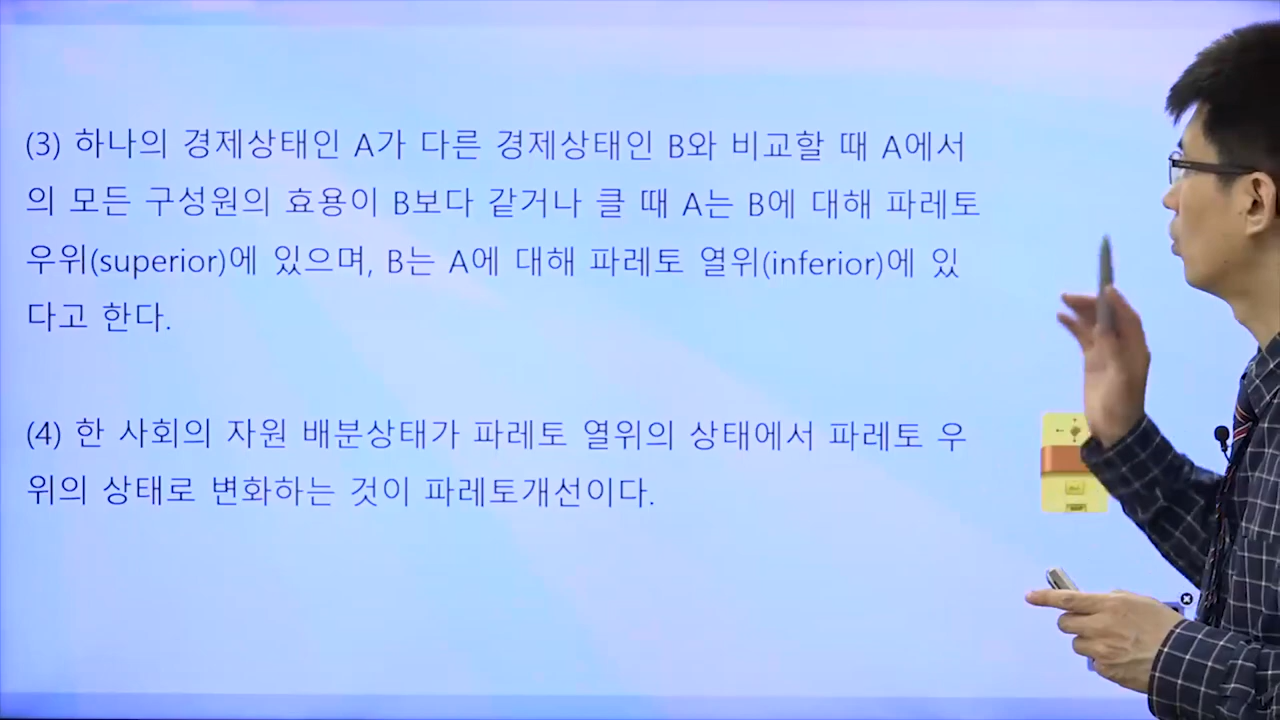 (3) 하나의 경제상태인 A가 다른 경제상태인 B와 비교할 때 A에서
의 모든 구성원의 효용이 B보다 같거나 클 때 A는 B에 대해 파레토
우위(superior)에 있으며, B는 A에 대해 파레토 열위(inferior)에 있
다고 한다.
(4) 한 사회의 자원 배분상태가 파레토 열위의 상태에서 파레토 우
위의 상태로 변화하는 것이 파레토개선이다.